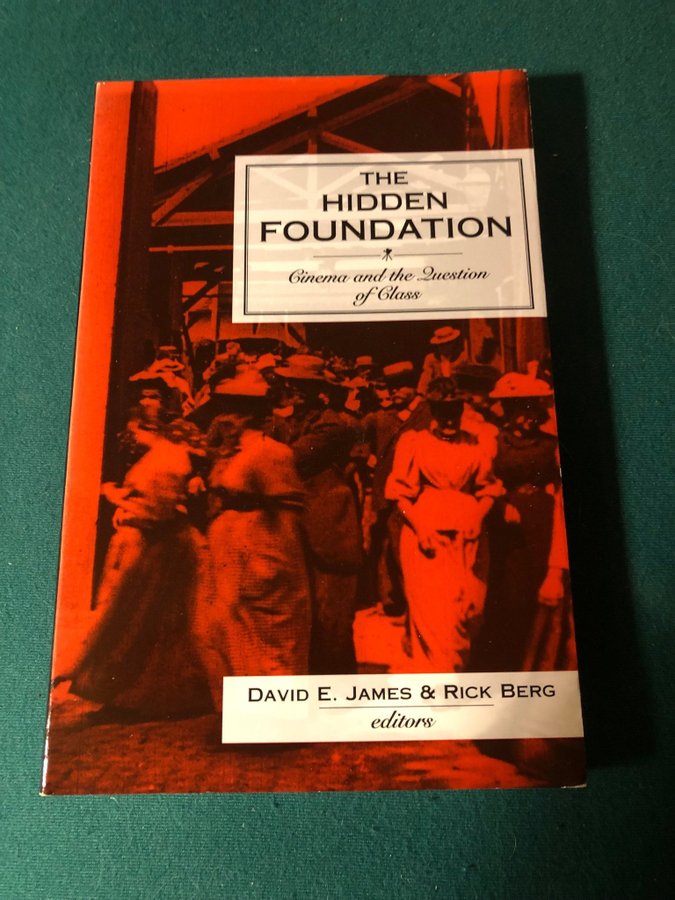 THE
HIDDEN
FOUNDATION
Cinema and the Question
of Class
DAVID E. JAMES & RICK BERG
editors